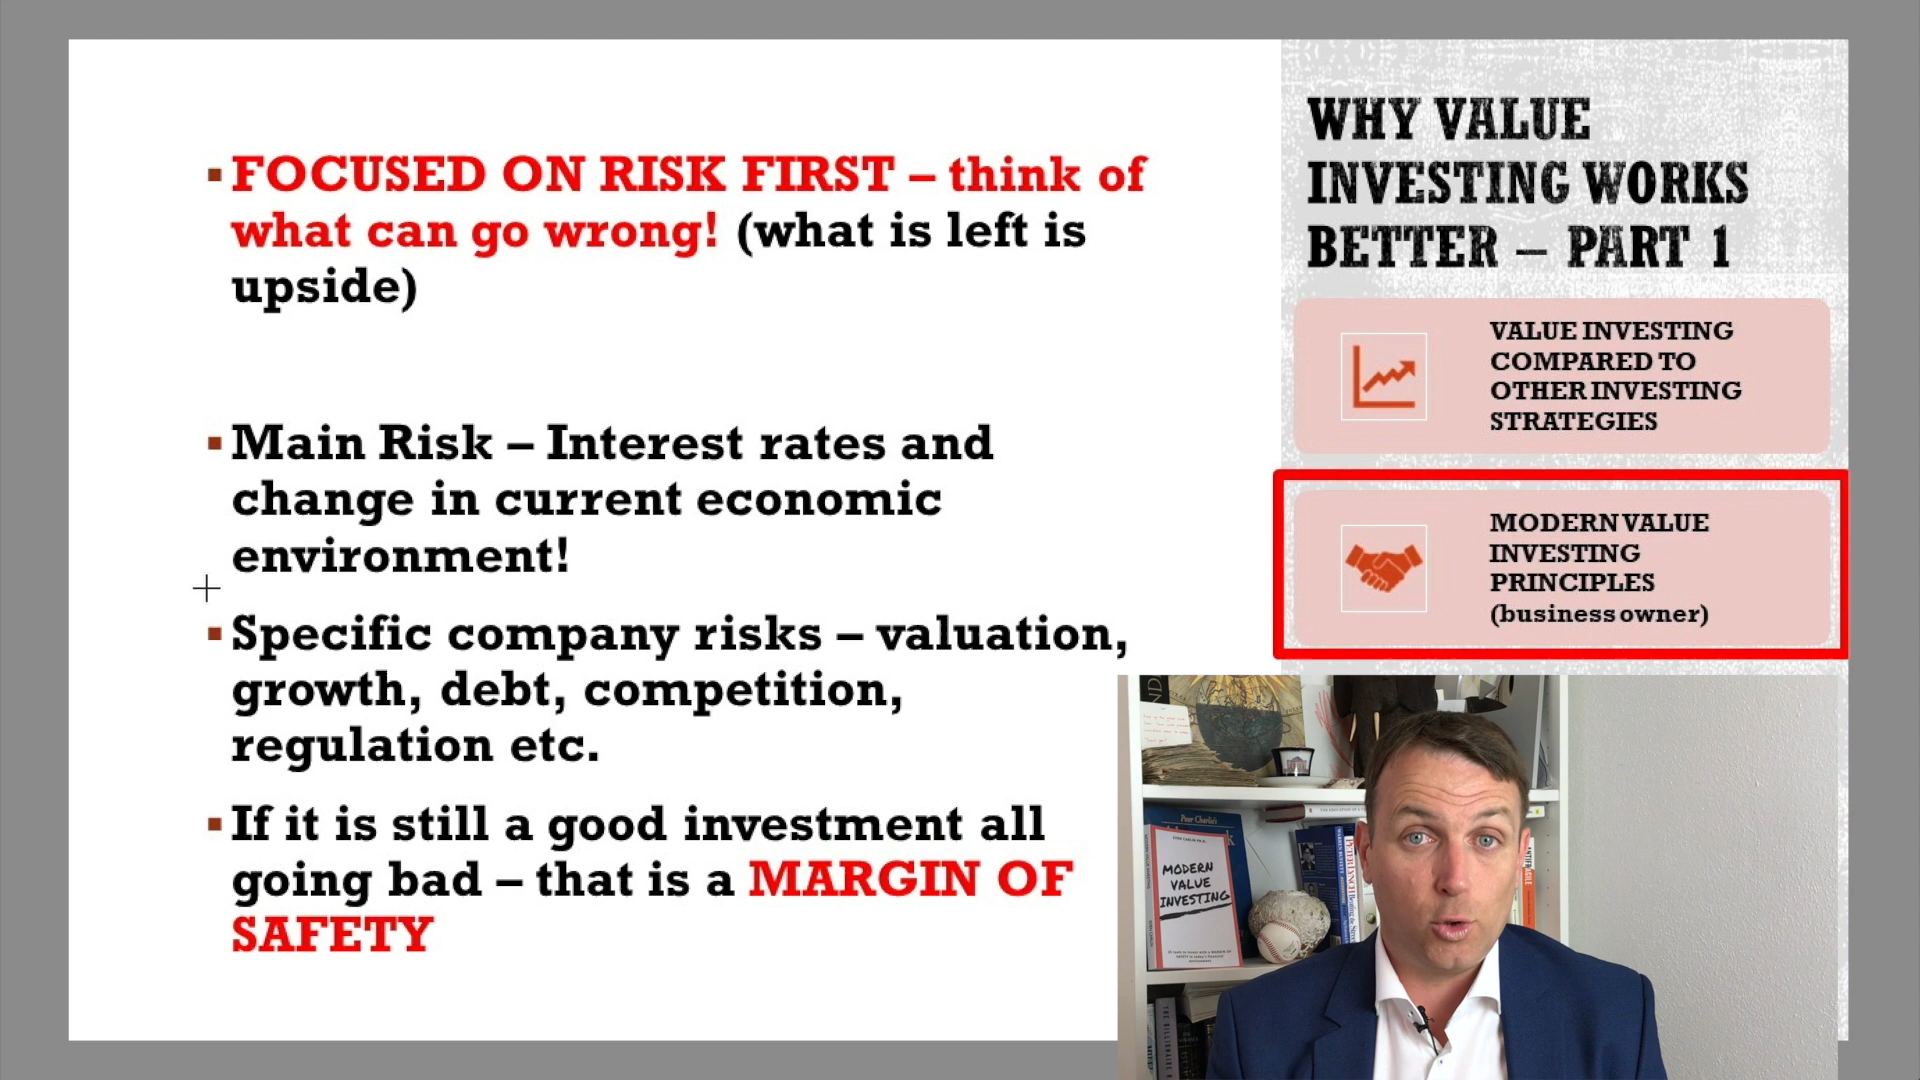 ▪FOCUSED ON RISK FIRST – think of
what can go wrong! (what is left is
upside)
▪Main Risk – Interest rates and
change in current economic
environment!
▪Specific company risks – valuation,
growth, debt, competition,
regulation etc.
▪If it is still a good investment all
going bad – that is a MARGIN OF
SAFETY
WHY VALUE
INVESTING WORKS
BETTER – PART 1
VALUE INVESTING
COMPARED TO
OTHER INVESTING
STRATEGIES
MODERN VALUE
INVESTING
PRINCIPLES
(business owner)
Poor Charlie's
MODERN
VALUE
INVESTING